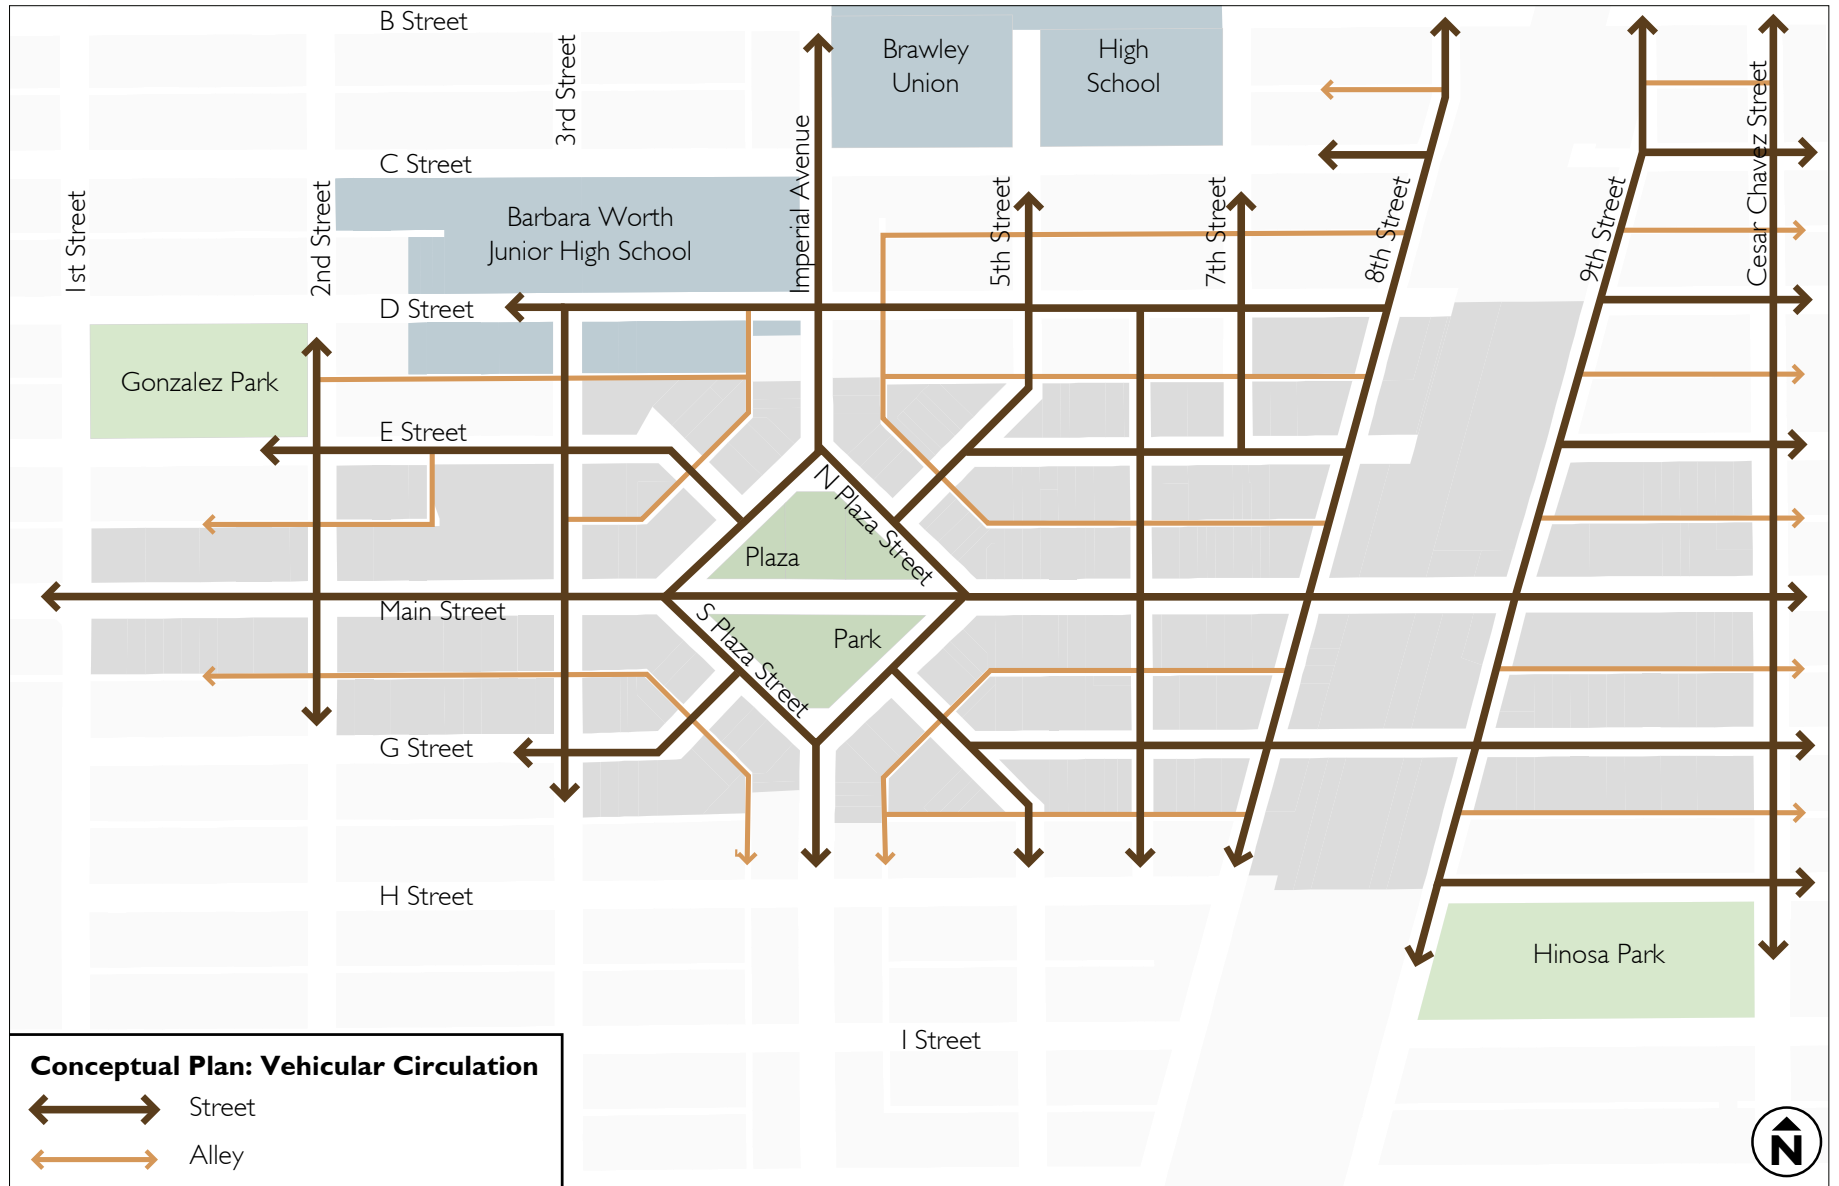 B Street
3rd Street
Brawley
Union
High
School
Cesar Chavez Street
Imperial Avenue
C Street
1st Street
2nd Street
Barbara Worth
Junior High School
5th Street
7th Street
8th Street
9th Street
D Street
Gonzalez Park
E Street
N Plaza Street
Plaza
Main Street
S Plaza Street
Park
G Street
H Street
Hinosa Park
I Street
Conceptual Plan: Vehicular Circulation
Street
Alley
N